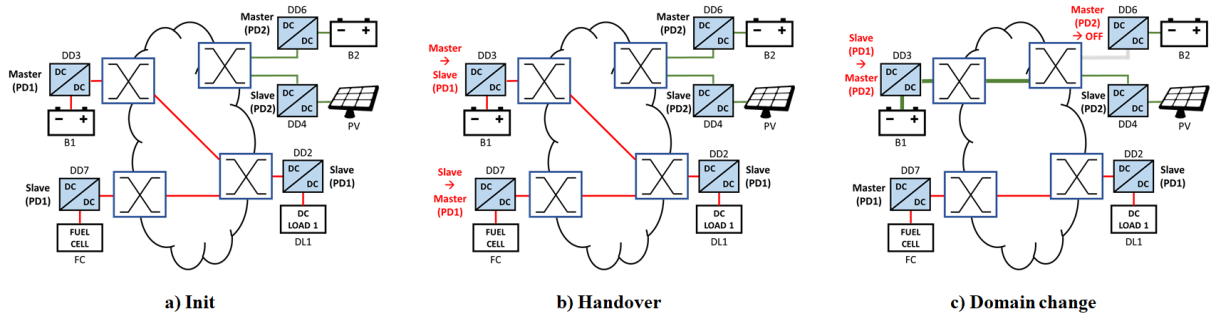 DD6
Master
(PD2)
DC
DC
B2
DD3
Master
(PD1)
DC
DC
B1
DC
DC
Slave
(PD2)
DD4
PV
DD7
Slave
(PD1)
DC
DC
FUEL
CELL
FC
DD2
DC
DC
Slave
(PD1)
DC
LOAD 1
DL1
a) Init
DD6
Master
(PD2)
DC
DC
B2
Master
→
Slave
(PD1)
DD3
DC
DC
B1
DC
DC
Slave
(PD2)
DD4
PV
Slave
→
Master
(PD1)
DD7
DC
DC
FUEL
CELL
FC
DD2
DC
DC
Slave
(PD1)
DC
LOAD 1
DL1
b) Handover
Master
(PD2)
→ OFF
DD6
DC
DC
B2
Slave
(PD1)
→
Master
(PD2)
DD3
DC
DC
B1
DC
DC
Slave
(PD2)
DD4
PV
DD7
Master
(PD1)
DC
DC
FUEL
CELL
FC
DD2
DC
DC
Slave
(PD1)
DC
LOAD 1
DL1
c) Domain change